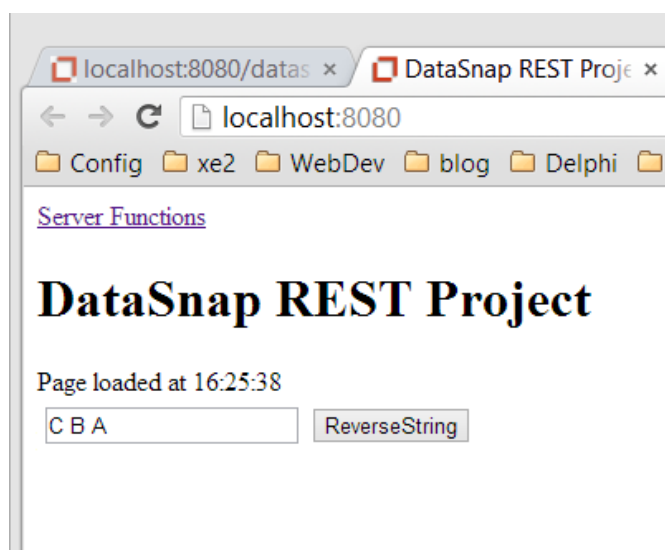 localhost:8080/datas
DataSnap REST Proje
localhost:8080
Config xe2 WebDev blog Delphi
Server Functions
DataSnap REST Project
Page loaded at 16:25:38
C B A ReverseString